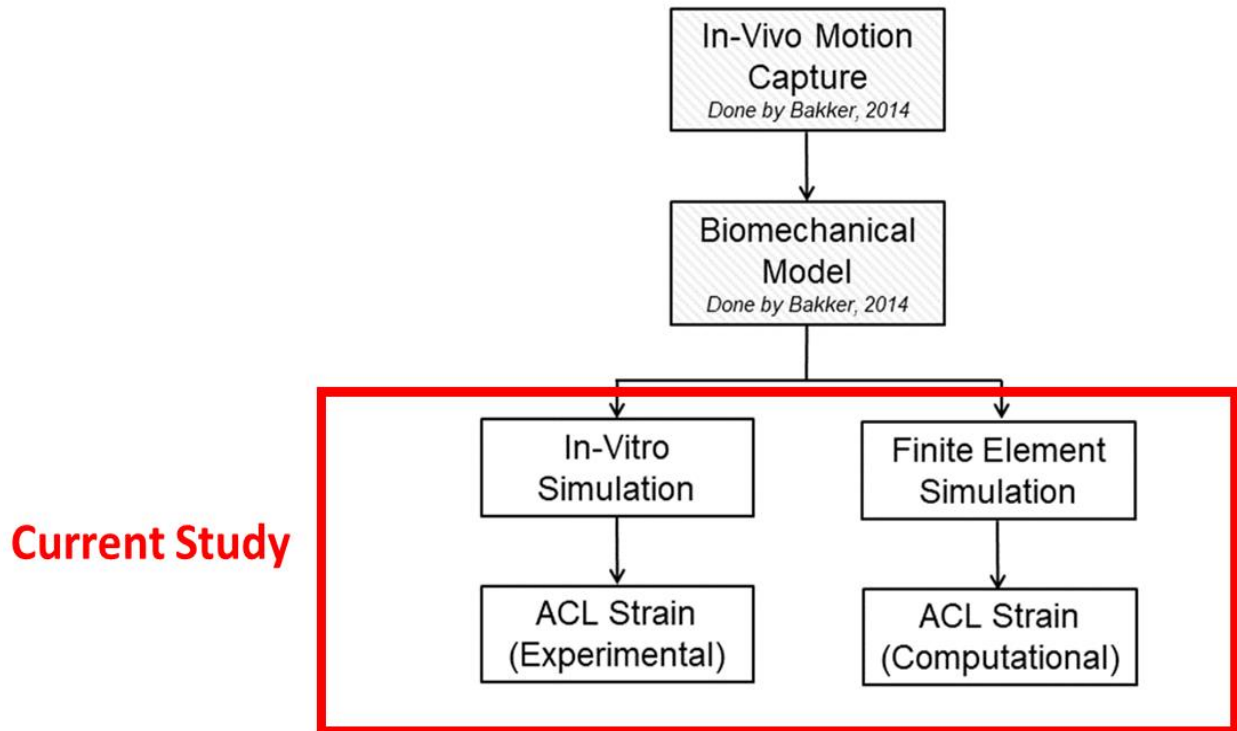 In-Vivo Motion
Capture
Done by Bakker, 2014
Biomechanical
Model
Done by Bakker, 2014
In-Vitro
Simulation
Finite Element
Simulation
Current Study
ACL Strain
(Experimental)
ACL Strain
(Computational)